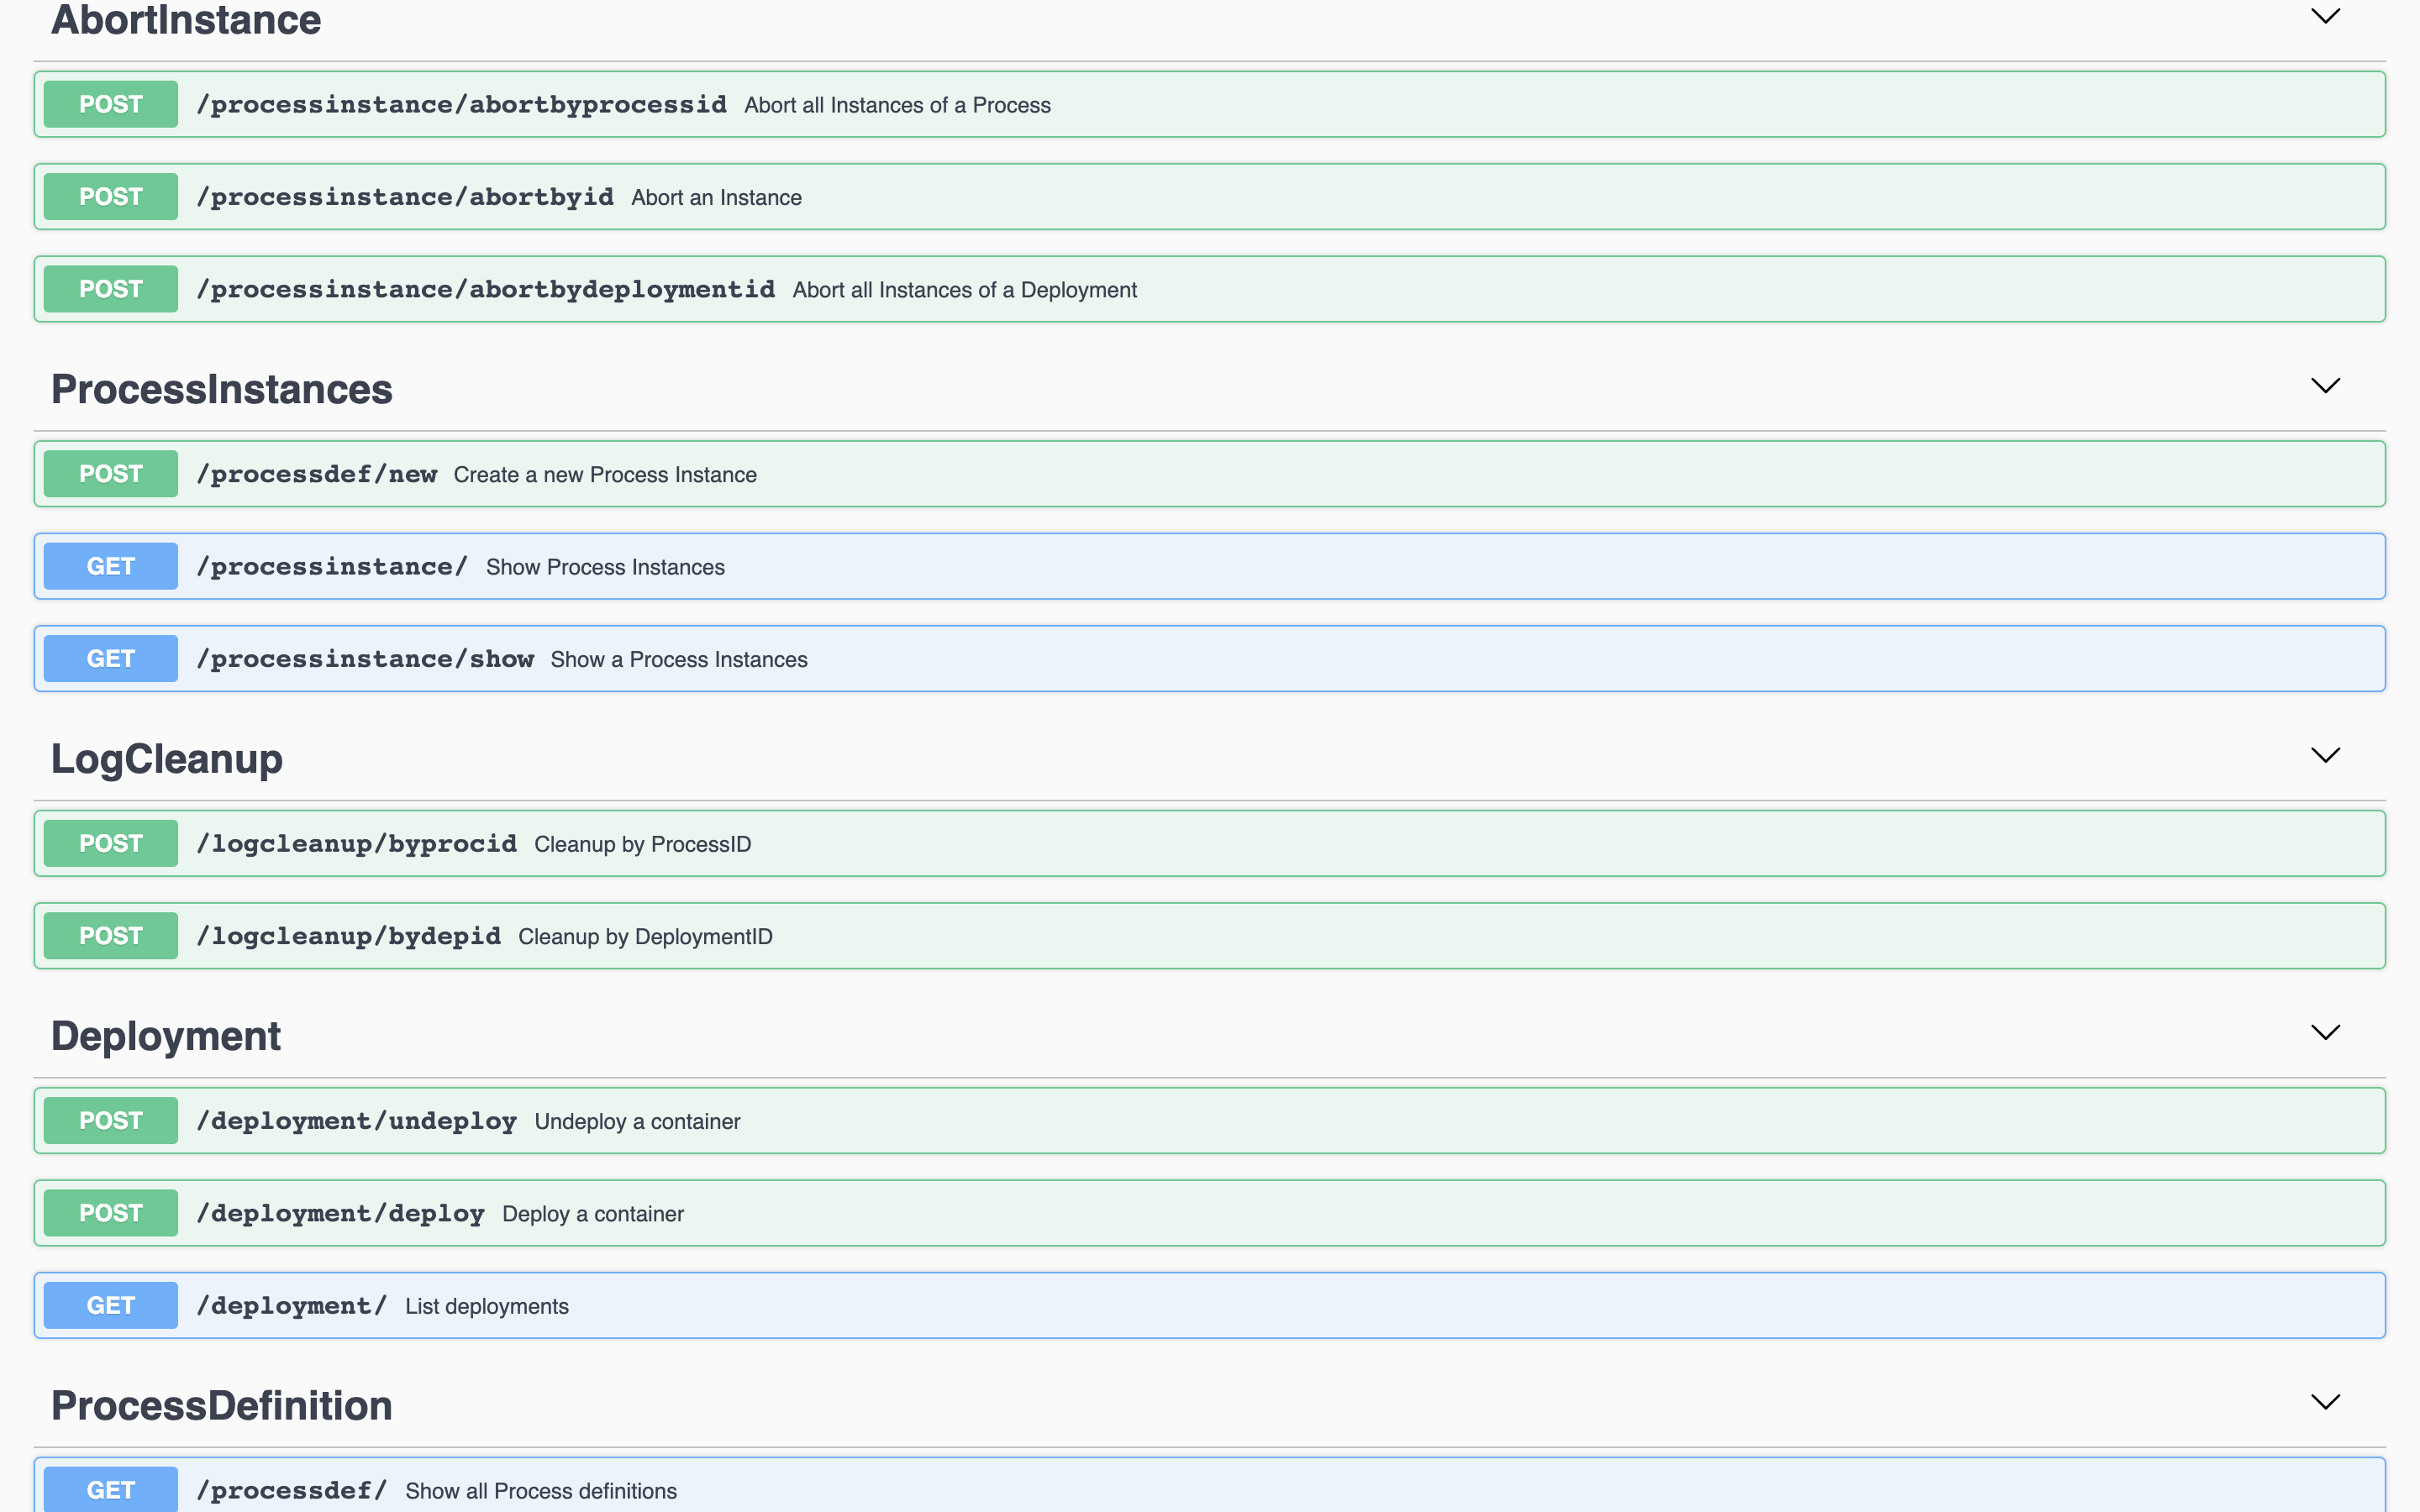 AbortInstance
POST /processinstance/abortbyprocessid Abort all Instances of a Process
POST /processinstance/abortbyid Abort an Instance
POST /processinstance/abortbydeploymentid Abort all Instances of a Deployment
ProcessInstances
POST /processdef/new Create a new Process Instance
GET /processinstance/ Show Process Instances
GET /processinstance/show Show a Process Instances
LogCleanup
POST /logcleanup/byprocid Cleanup by ProcessID
POST /logcleanup/bydepid Cleanup by DeploymentID
Deployment
POST /deployment/undeploy Undeploy a container
POST /deployment/deploy Deploy a container
GET /deployment/ List deployments
ProcessDefinition
GET /processdef/ Show all Process definitions